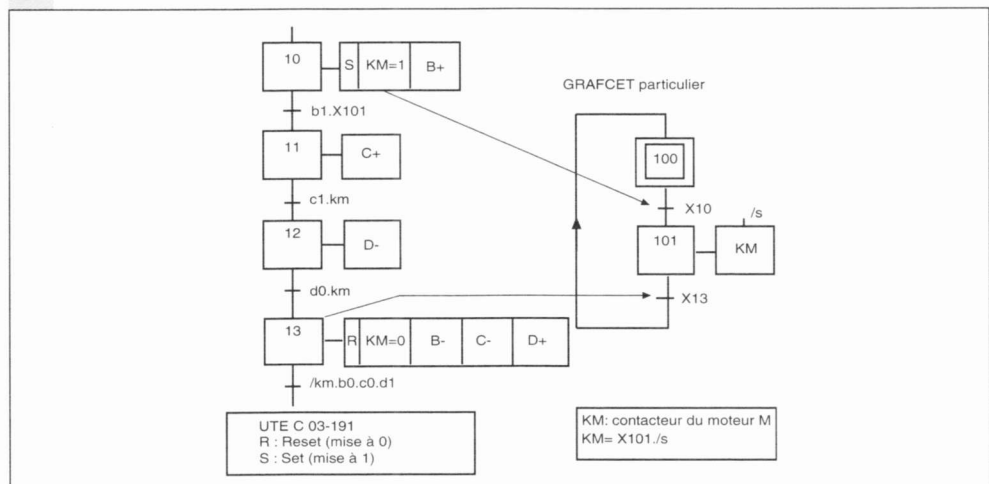 10
S KM=1 B+
b1.X101
11
C+
c1.km
12
D-
d0.km
13
R KM=0 B- C- D+
/km.b0.c0.d1
UTE C 03-191
R : Reset (mise à 0)
S : Set (mise à 1)
GRAFCET particulier
100
X10
/s
101
KM
X13
KM: contacteur du moteur M
KM= X101./s